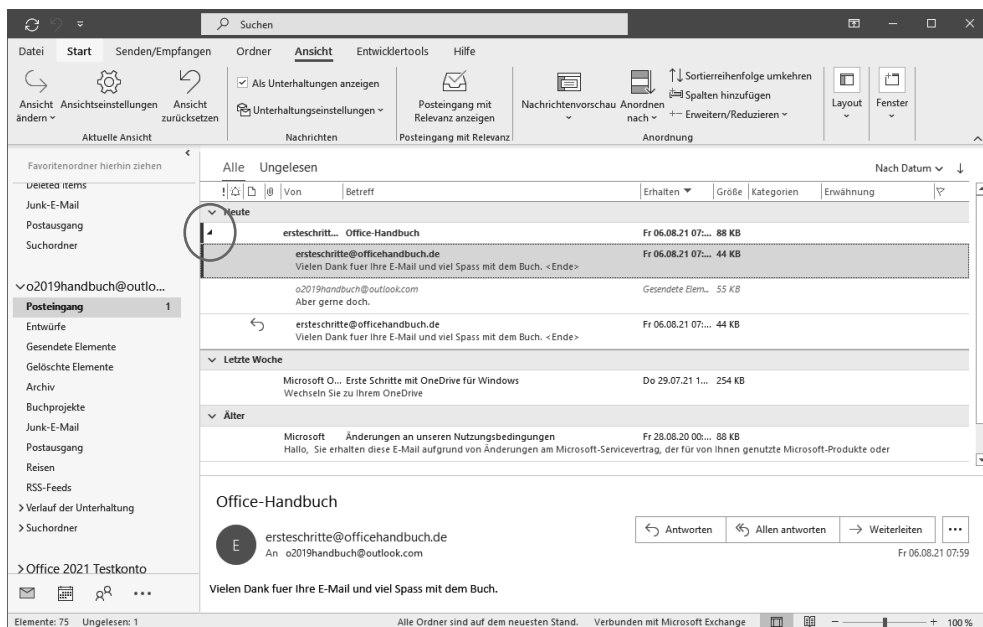 Suchen
Datei Start Senden/Empfangen Ordner Ansicht Entwicklertools Hilfe
Ansicht ändern
Ansichtseinstellungen
Ansicht zurücksetzen
Aktuelle Ansicht
Als Unterhaltungen anzeigen
Unterhaltungseinstellungen
Nachrichten
Posteingang mit
Relevanz anzeigen
Posteingang mit Relevanz
Nachrichtenvorschau
Anordnen
nach
Sortierreihenfolge umkehren
Spalten hinzufügen
Erweitern/Reduzieren
Anordnung
Layout
Fenster
Favoritenordner hierhin ziehen
Deleted Items
Junk-E-Mail
Postausgang
Suchordner
o2019handbuch@outlo...
Posteingang 1
Entwürfe
Gesendete Elemente
Gelöschte Elemente
Archiv
Buchprojekte
Junk-E-Mail
Postausgang
Reisen
RSS-Feeds
Verlauf der Unterhaltung
Suchordner
Office 2021 Testkonto
Alle Ungelesen Nach Datum
! Von Betreff Erhalten Größe Kategorien Erwähnung
Heute
ersteschritt... Office-Handbuch Fr 06.08.21 07:... 88 KB
ersteschritte@officehandbuch.de Fr 06.08.21 07:... 44 KB
Vielen Dank fuer Ihre E-Mail und viel Spass mit dem Buch. <Ende>
o2019handbuch@outlook.com Gesendete Elem... 55 KB
Aber gerne doch.
ersteschritte@officehandbuch.de Fr 06.08.21 07:... 44 KB
Vielen Dank fuer Ihre E-Mail und viel Spass mit dem Buch. <Ende>
Letzte Woche
Microsoft O... Erste Schritte mit OneDrive für Windows Do 29.07.21 1... 254 KB
Wechseln Sie zu Ihrem OneDrive
Älter
Microsoft Änderungen an unseren Nutzungsbedingungen Fr 28.08.20 00:... 88 KB
Hallo, Sie erhalten diese E-Mail aufgrund von Änderungen am Microsoft-Servicevertrag, der für von Ihnen genutzte Microsoft-Produkte oder
Office-Handbuch
E
ersteschritte@officehandbuch.de
An o2019handbuch@outlook.com
Antworten Allen antworten Weiterleiten ...
Fr 06.08.21 07:59
Vielen Dank fuer Ihre E-Mail und viel Spass mit dem Buch.
Elemente: 75 Ungelesen: 1 Alle Ordner sind auf dem neuesten Stand. Verbunden mit Microsoft Exchange 100 %